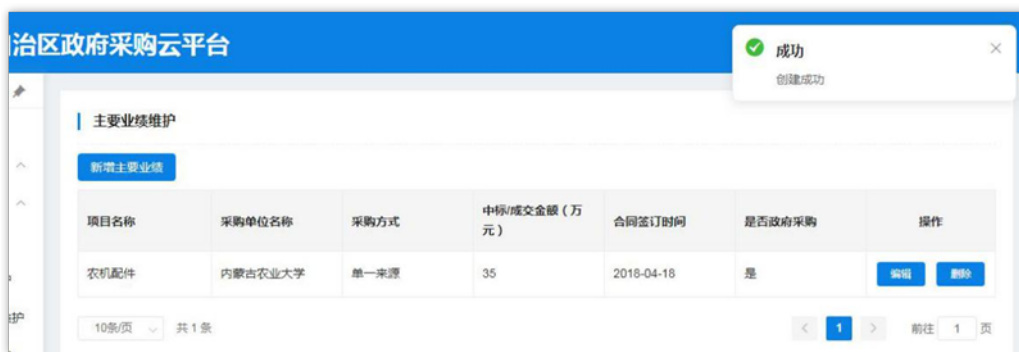 治区政府采购云平台
成功
创建成功
主要业绩维护
新增主要业绩
项目名称 采购单位名称 采购方式 中标/成交金额(万元) 合同签订时间 是否政府采购 操作
农机配件 内蒙古农业大学 单一来源 35 2018-04-18 是 编辑 删除
护
10条/页 共1条 1 前往 1 页